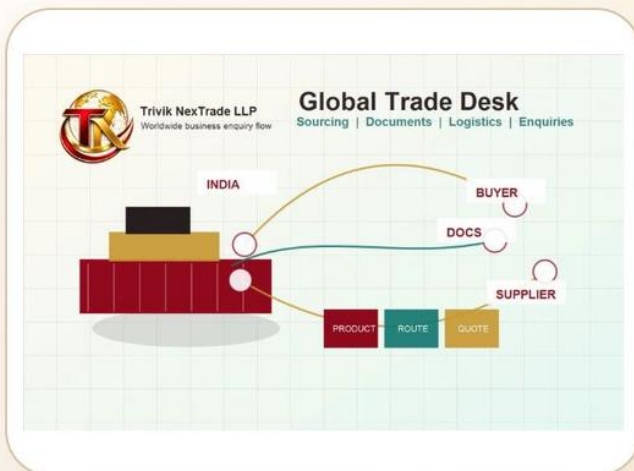 TR
Trivik NexTrade LLP
Worldwide business enquiry flow
Global Trade Desk
Sourcing | Documents | Logistics | Enquiries
INDIA
BUYER
DOCS
SUPPLIER
PRODUCT
ROUTE
QUOTE